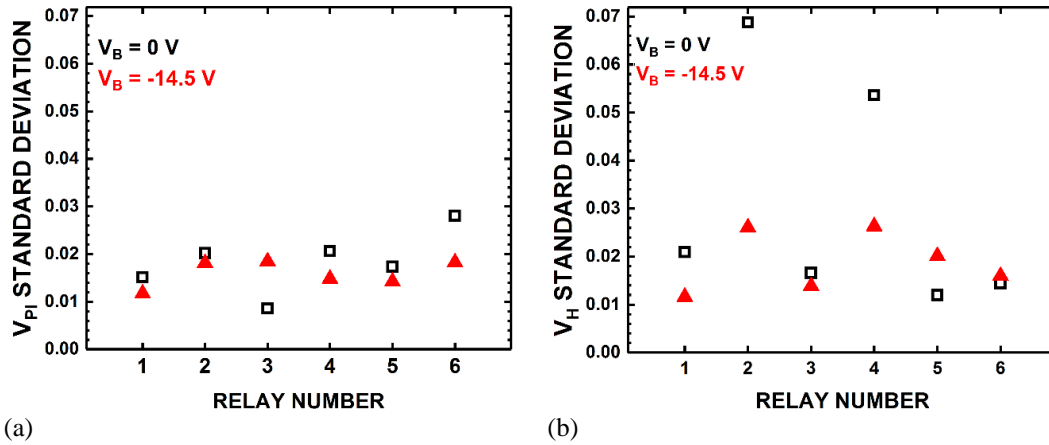 V_PI STANDARD DEVIATION
0.07
0.06
0.05
0.04
0.03
0.02
0.01
0.00
V_B = 0 V
V_B = -14.5 V
1 2 3 4 5 6
RELAY NUMBER
(a)
V_H STANDARD DEVIATION
0.07
0.06
0.05
0.04
0.03
0.02
0.01
0.00
V_B = 0 V
V_B = -14.5 V
1 2 3 4 5 6
RELAY NUMBER
(b)